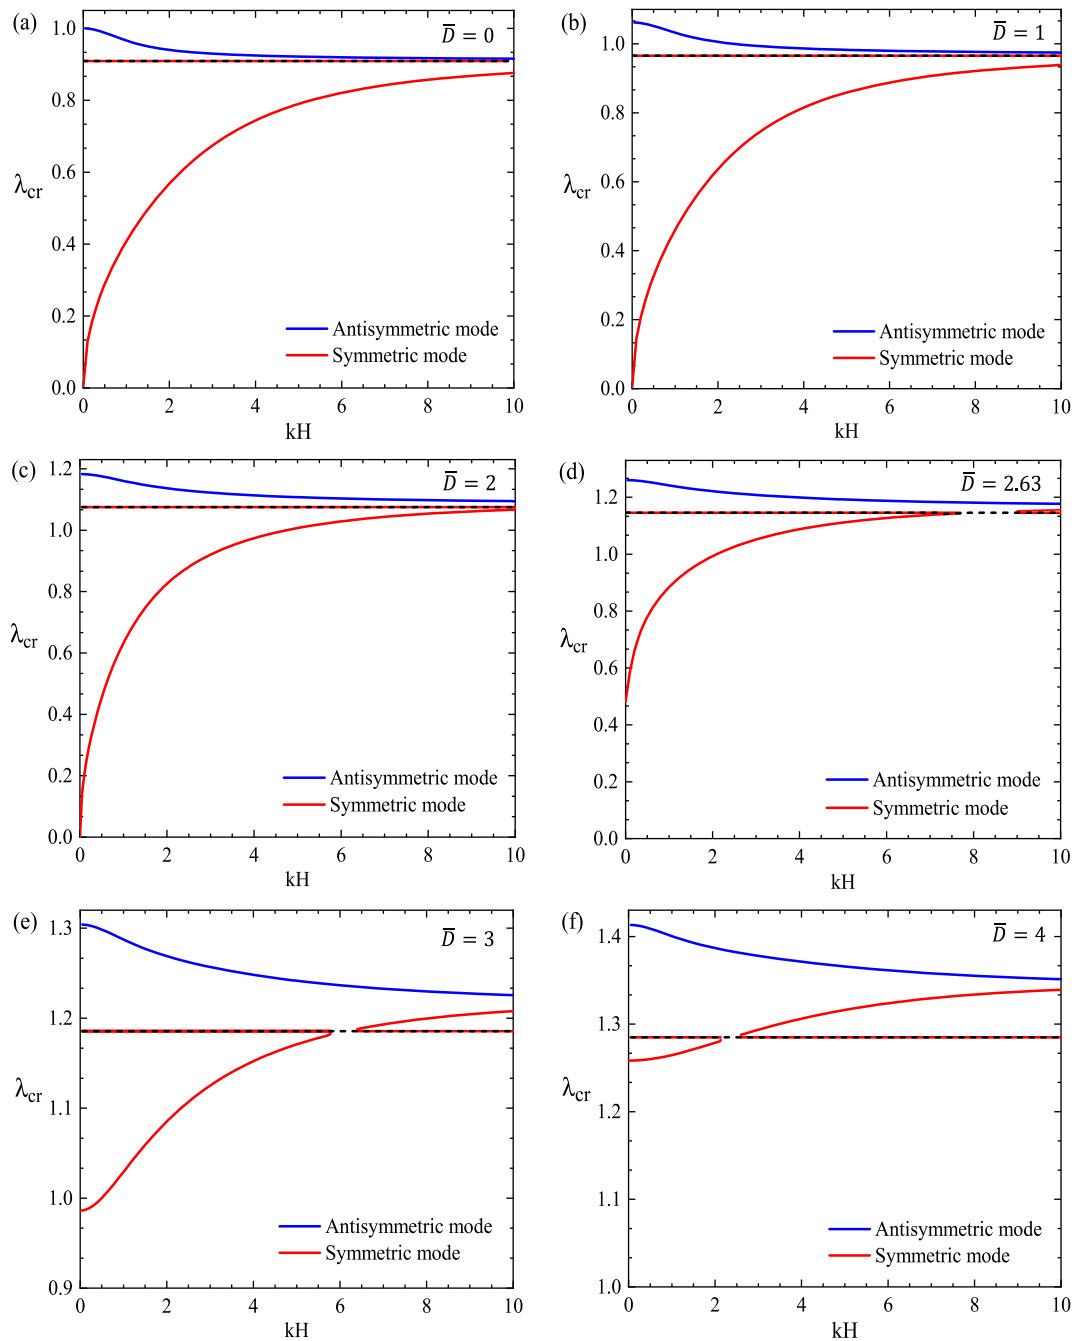 (a)
D̅ = 0
1.0
0.8
0.6
λcr
0.4
0.2
0.0
Antisymmetric mode
Symmetric mode
0 2 4 6 8 10
kH
(b)
D̅ = 1
1.0
0.8
0.6
λcr
0.4
0.2
0.0
Antisymmetric mode
Symmetric mode
0 2 4 6 8 10
kH
(c)
D̅ = 2
1.2
1.0
0.8
0.6
λcr
0.4
0.2
0.0
Antisymmetric mode
Symmetric mode
0 2 4 6 8 10
kH
(d)
D̅ = 2.63
1.2
1.0
0.8
0.6
λcr
0.4
0.2
0.0
Antisymmetric mode
Symmetric mode
0 2 4 6 8 10
kH
(e)
D̅ = 3
1.3
1.2
1.1
λcr
1.0
0.9
Antisymmetric mode
Symmetric mode
0 2 4 6 8 10
kH
(f)
D̅ = 4
1.4
1.3
1.2
λcr
1.1
1.0
Antisymmetric mode
Symmetric mode
0 2 4 6 8 10
kH